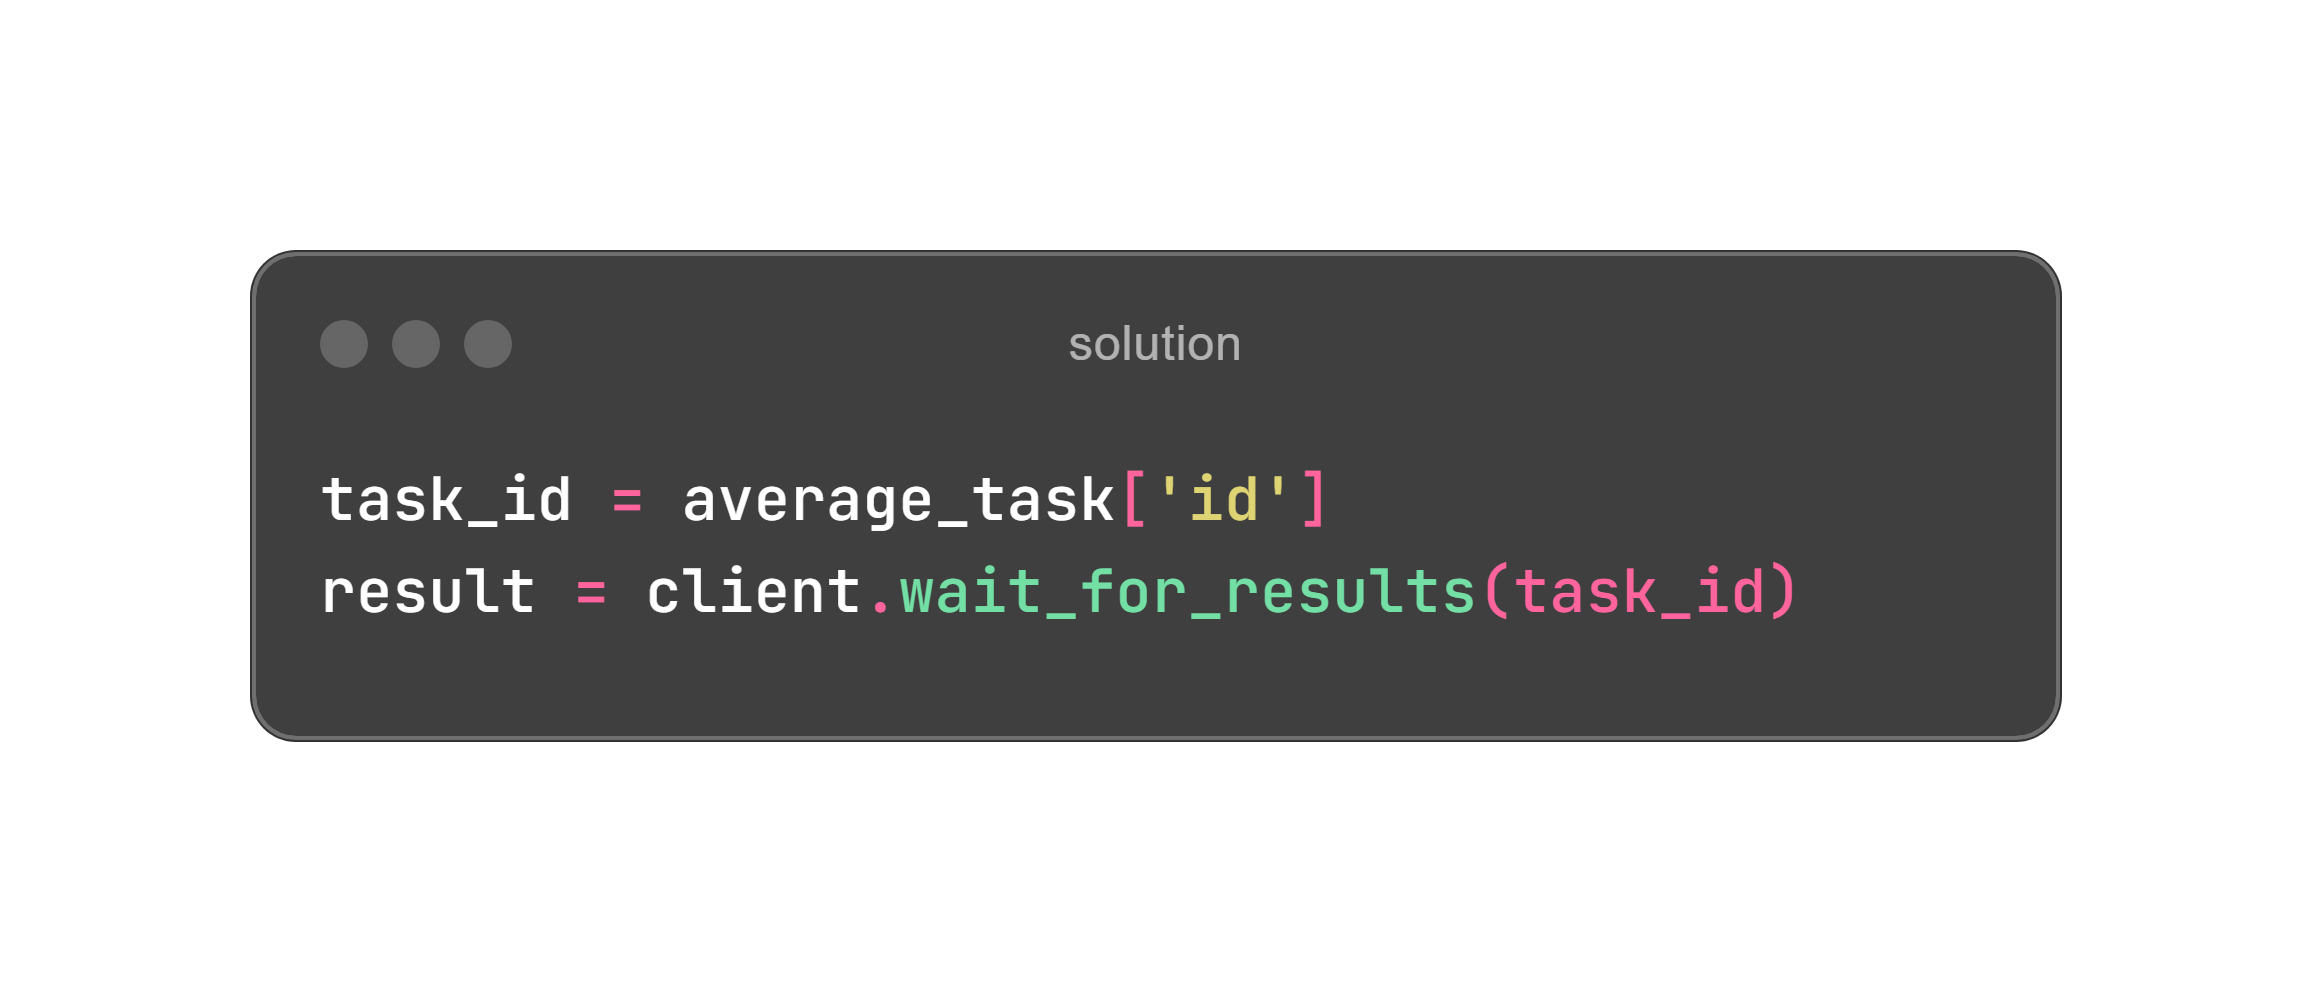 solution
task_id = average_task['id']
result = client.wait_for_results(task_id)